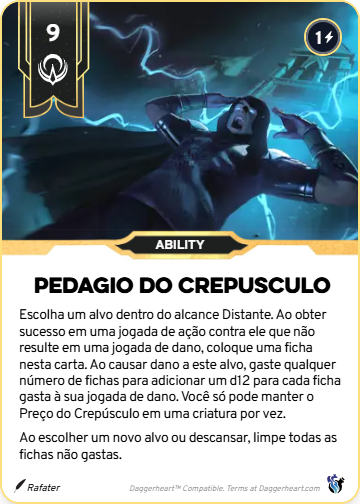 9
1
ABILITY
PEDAGIO DO CREPUSCULO
Escolha um alvo dentro do alcance Distante. Ao obter
sucesso em uma jogada de ação contra ele que não
resulte em uma jogada de dano, coloque uma ficha
nesta carta. Ao causar dano a este alvo, gaste qualquer
número de fichas para adicionar um d12 para cada ficha
gasta à sua jogada de dano. Você só pode manter o
Preço do Crepúsculo em uma criatura por vez.
Ao escolher um novo alvo ou descansar, limpe todas as
fichas não gastas.
Rafater
Daggerheart™ Compatible. Terms at Daggerheart.com